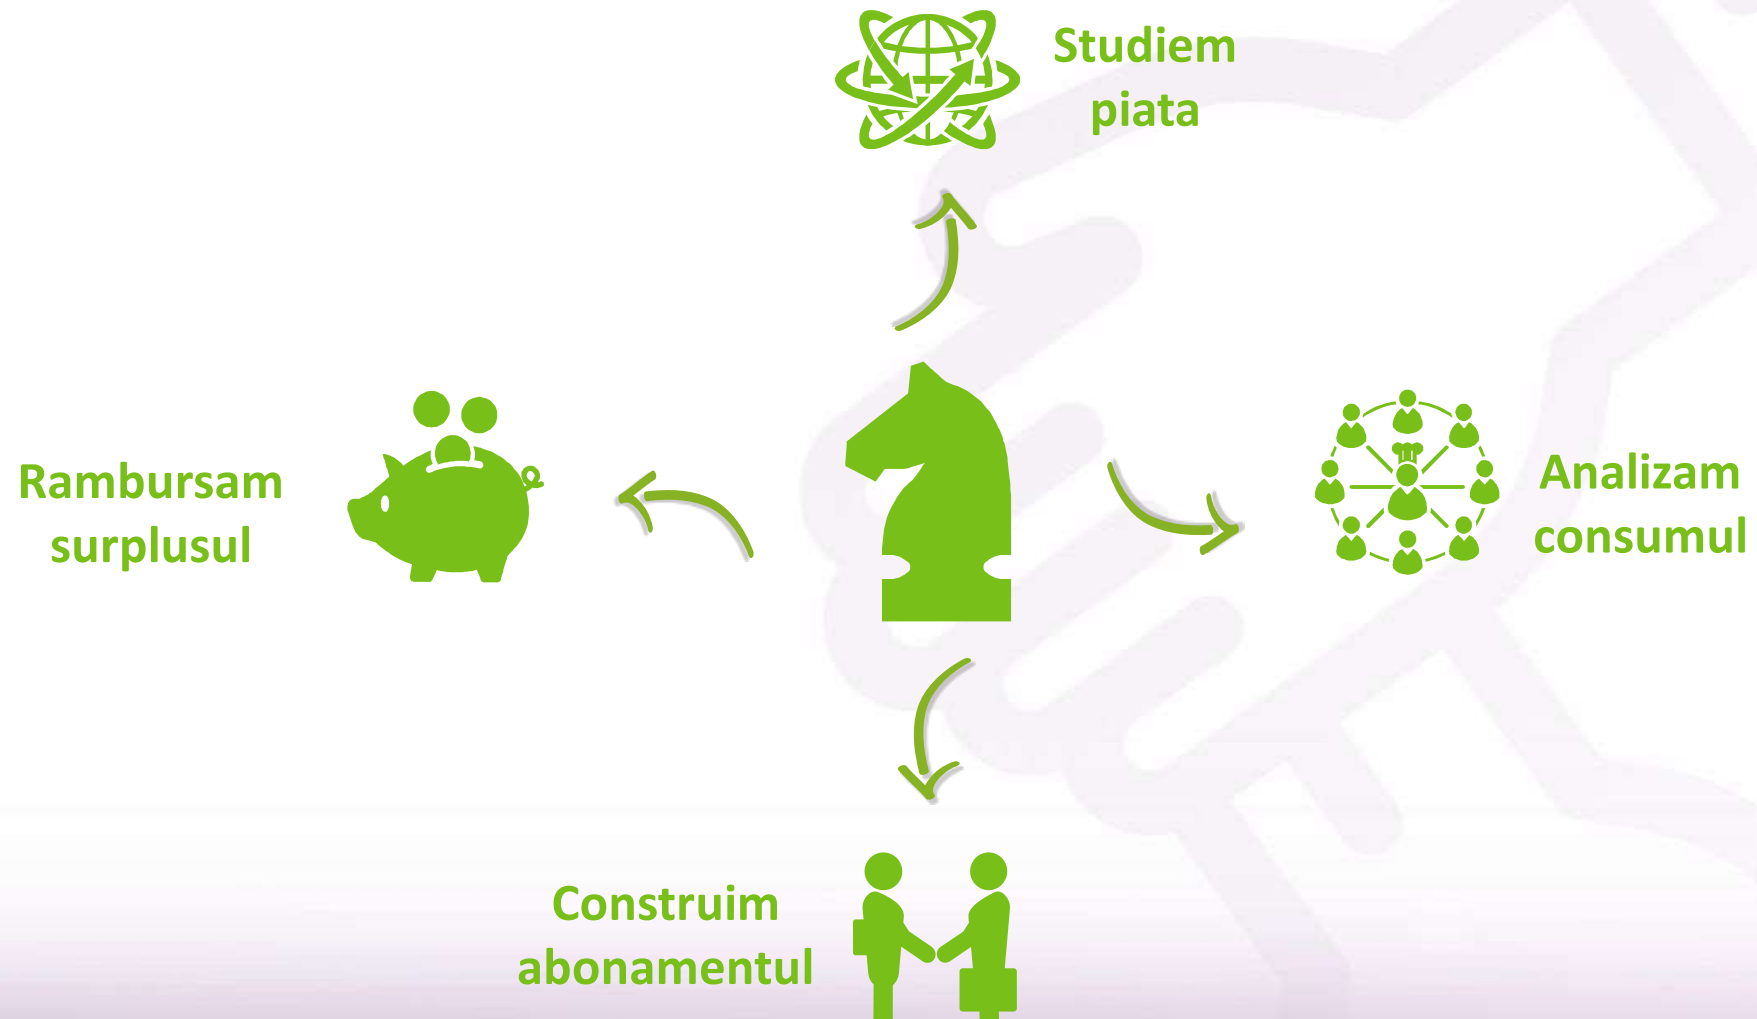 Studiem
piata
Rambursam
surplusul
Analizam
consumul
Construim
abonamentul